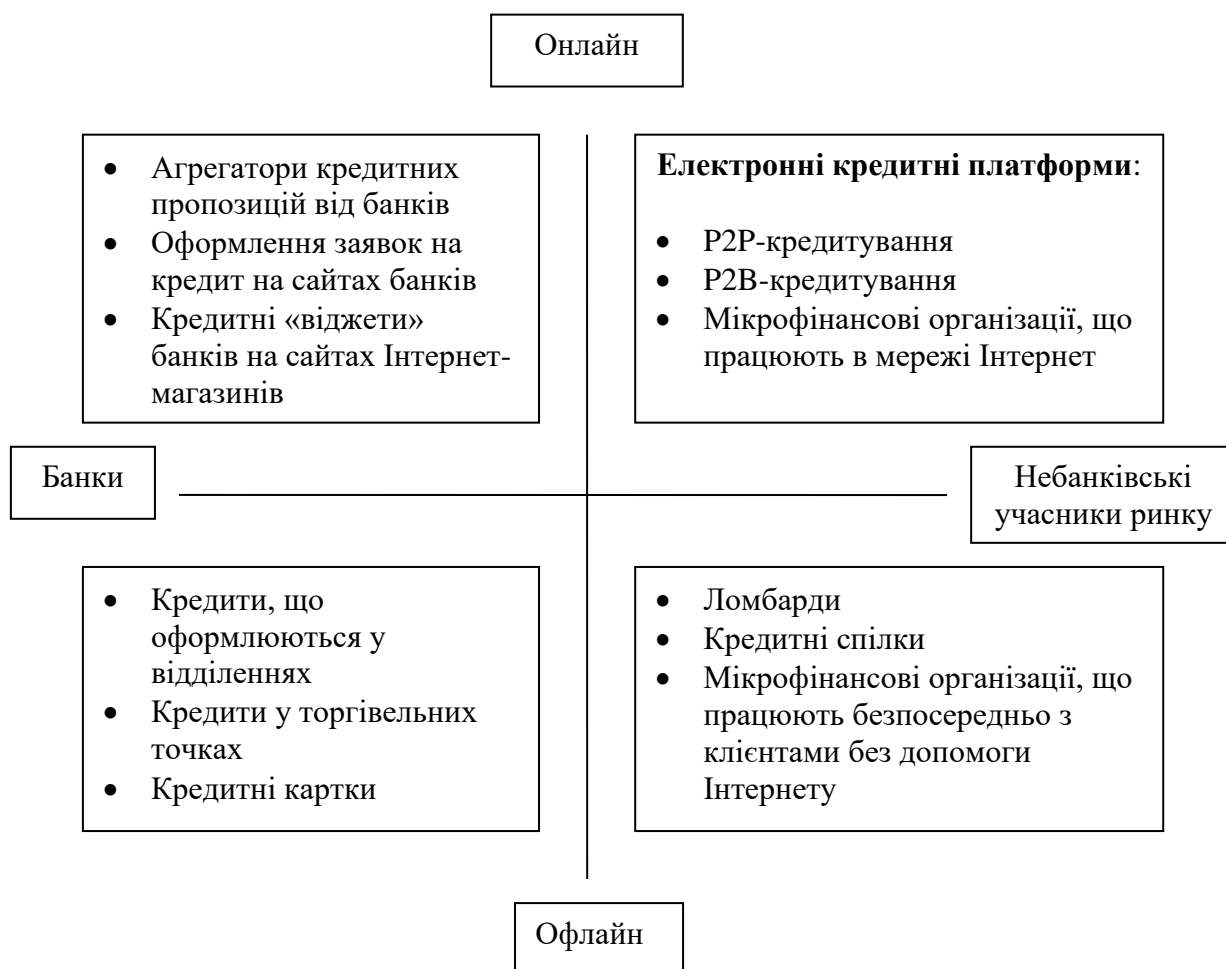 Онлайн
• Агрегатори кредитних
пропозицій від банків
• Оформлення заявок на
кредит на сайтах банків
• Кредитні «віджети»
банків на сайтах Інтернет-
магазинів
Електронні кредитні платформи:
• P2P-кредитування
• P2B-кредитування
• Мікрофінансові організації, що
працюють в мережі Інтернет
Банки
Небанківські
учасники ринку
• Кредити, що
оформлюються у
відділеннях
• Кредити у торгівельних
точках
• Кредитні картки
• Ломбарди
• Кредитні спілки
• Мікрофінансові організації, що
працюють безпосередньо з
клієнтами без допомоги
Інтернету
Офлайн